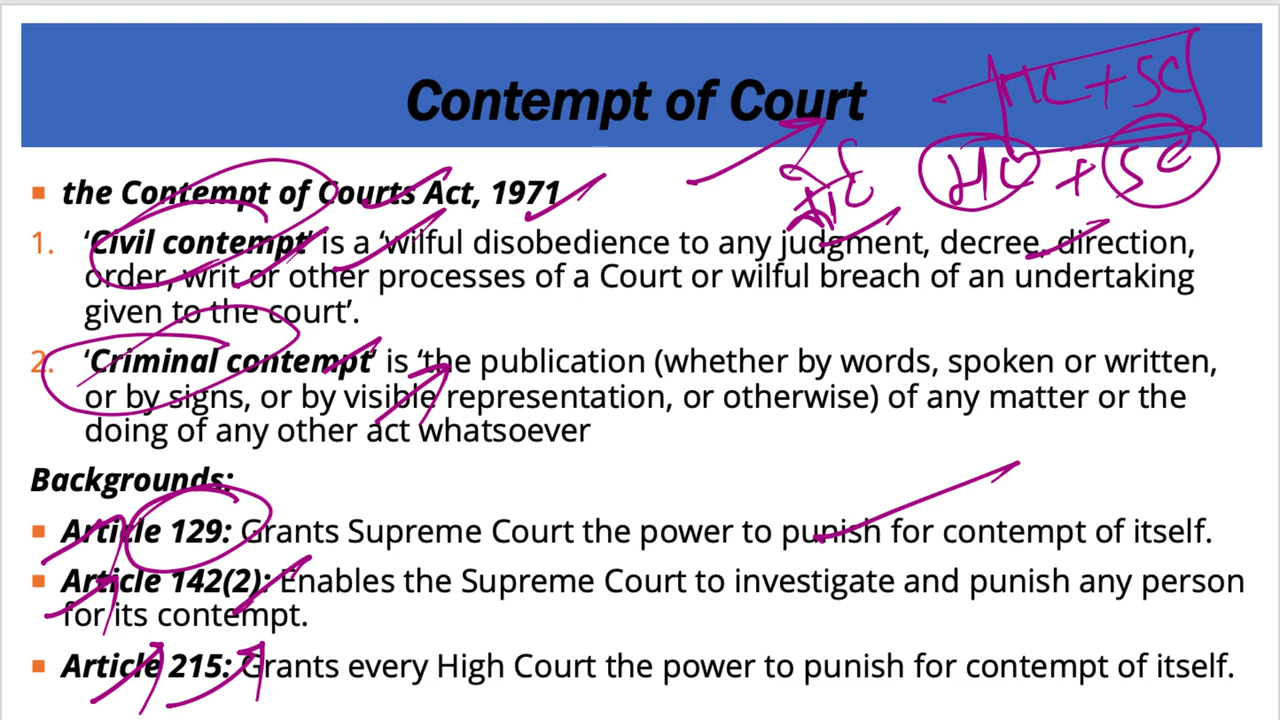 Contempt of Court
HC + SC
HC + SC
HC
▪ the Contempt of Courts Act, 1971
1. ‘Civil contempt’ is a ‘wilful disobedience to any judgment, decree, direction,
order, writ or other processes of a Court or wilful breach of an undertaking
given to the court’.
2. ‘Criminal contempt’ is ‘the publication (whether by words, spoken or written,
or by signs, or by visible representation, or otherwise) of any matter or the
doing of any other act whatsoever
Backgrounds:
▪ Article 129: Grants Supreme Court the power to punish for contempt of itself.
▪ Article 142(2): Enables the Supreme Court to investigate and punish any person
for its contempt.
▪ Article 215: Grants every High Court the power to punish for contempt of itself.